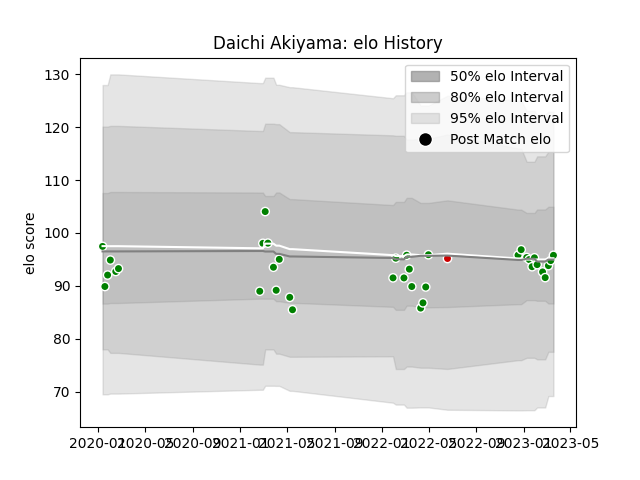 Daichi Akiyama: elo History
50% elo Interval
80% elo Interval
95% elo Interval
Post Match elo
elo score
130
120
110
100
90
80
70
2020-01 2020-05 2020-09 2021-01 2021-05 2021-09 2022-01 2022-05 2022-09 2023-01 2023-05